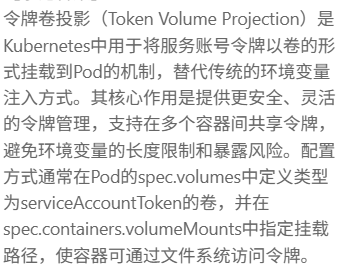 令牌卷投影（Token Volume Projection）是
Kubernetes中用于将服务账号令牌以卷的形
式挂载到Pod的机制，替代传统的环境变量
注入方式。其核心作用是提供更安全、灵活
的令牌管理，支持在多个容器间共享令牌，
避免环境变量的长度限制和暴露风险。配置
方式通常在Pod的spec.volumes中定义类型
为serviceAccountToken的卷，并在
spec.containers.volumeMounts中指定挂载
路径，使容器可通过文件系统访问令牌。